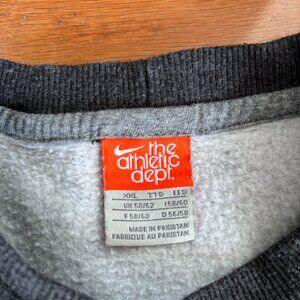 the
athletic
dept.
XXL TTG EEG
UK 50/52 I 58/60
F 58/60 D 56/58
MADE IN PAKISTAN
FABRIQUE AU PAKISTAN